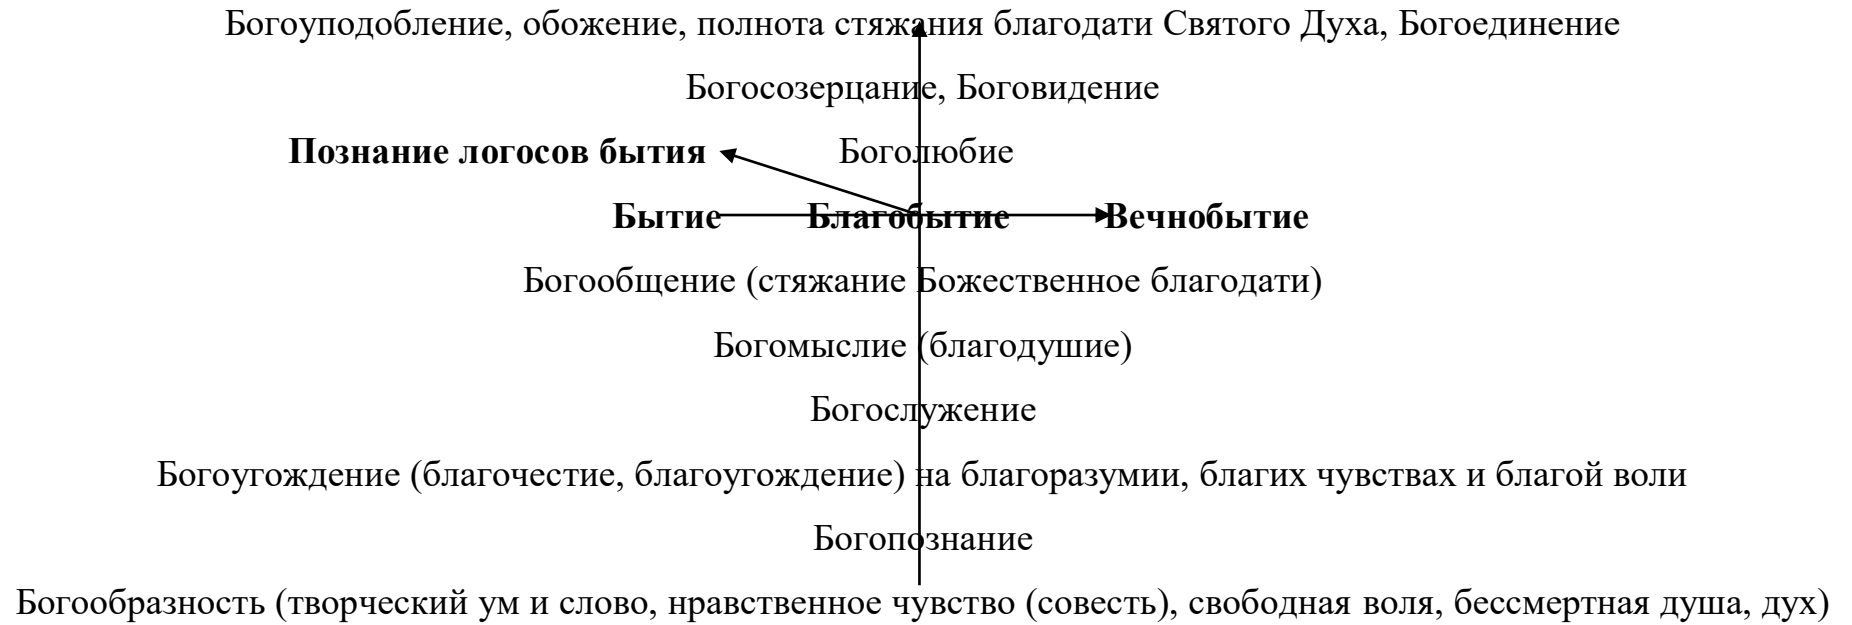 Богоуподобление, обожение, полнота стяжания благодати Святого Духа, Богоединение
Богосозерцание, Боговидение
Познание логосов бытия Боголюбие
Бытие Благобытие Вечнобытие
Богообщение (стяжание Божественное благодати)
Богомыслие (благодушие)
Богослужение
Богоугождение (благочестие, благоугождение) на благоразумии, благих чувствах и благой воли
Богопознание
Богообразность (творческий ум и слово, нравственное чувство (совесть), свободная воля, бессмертная душа, дух)